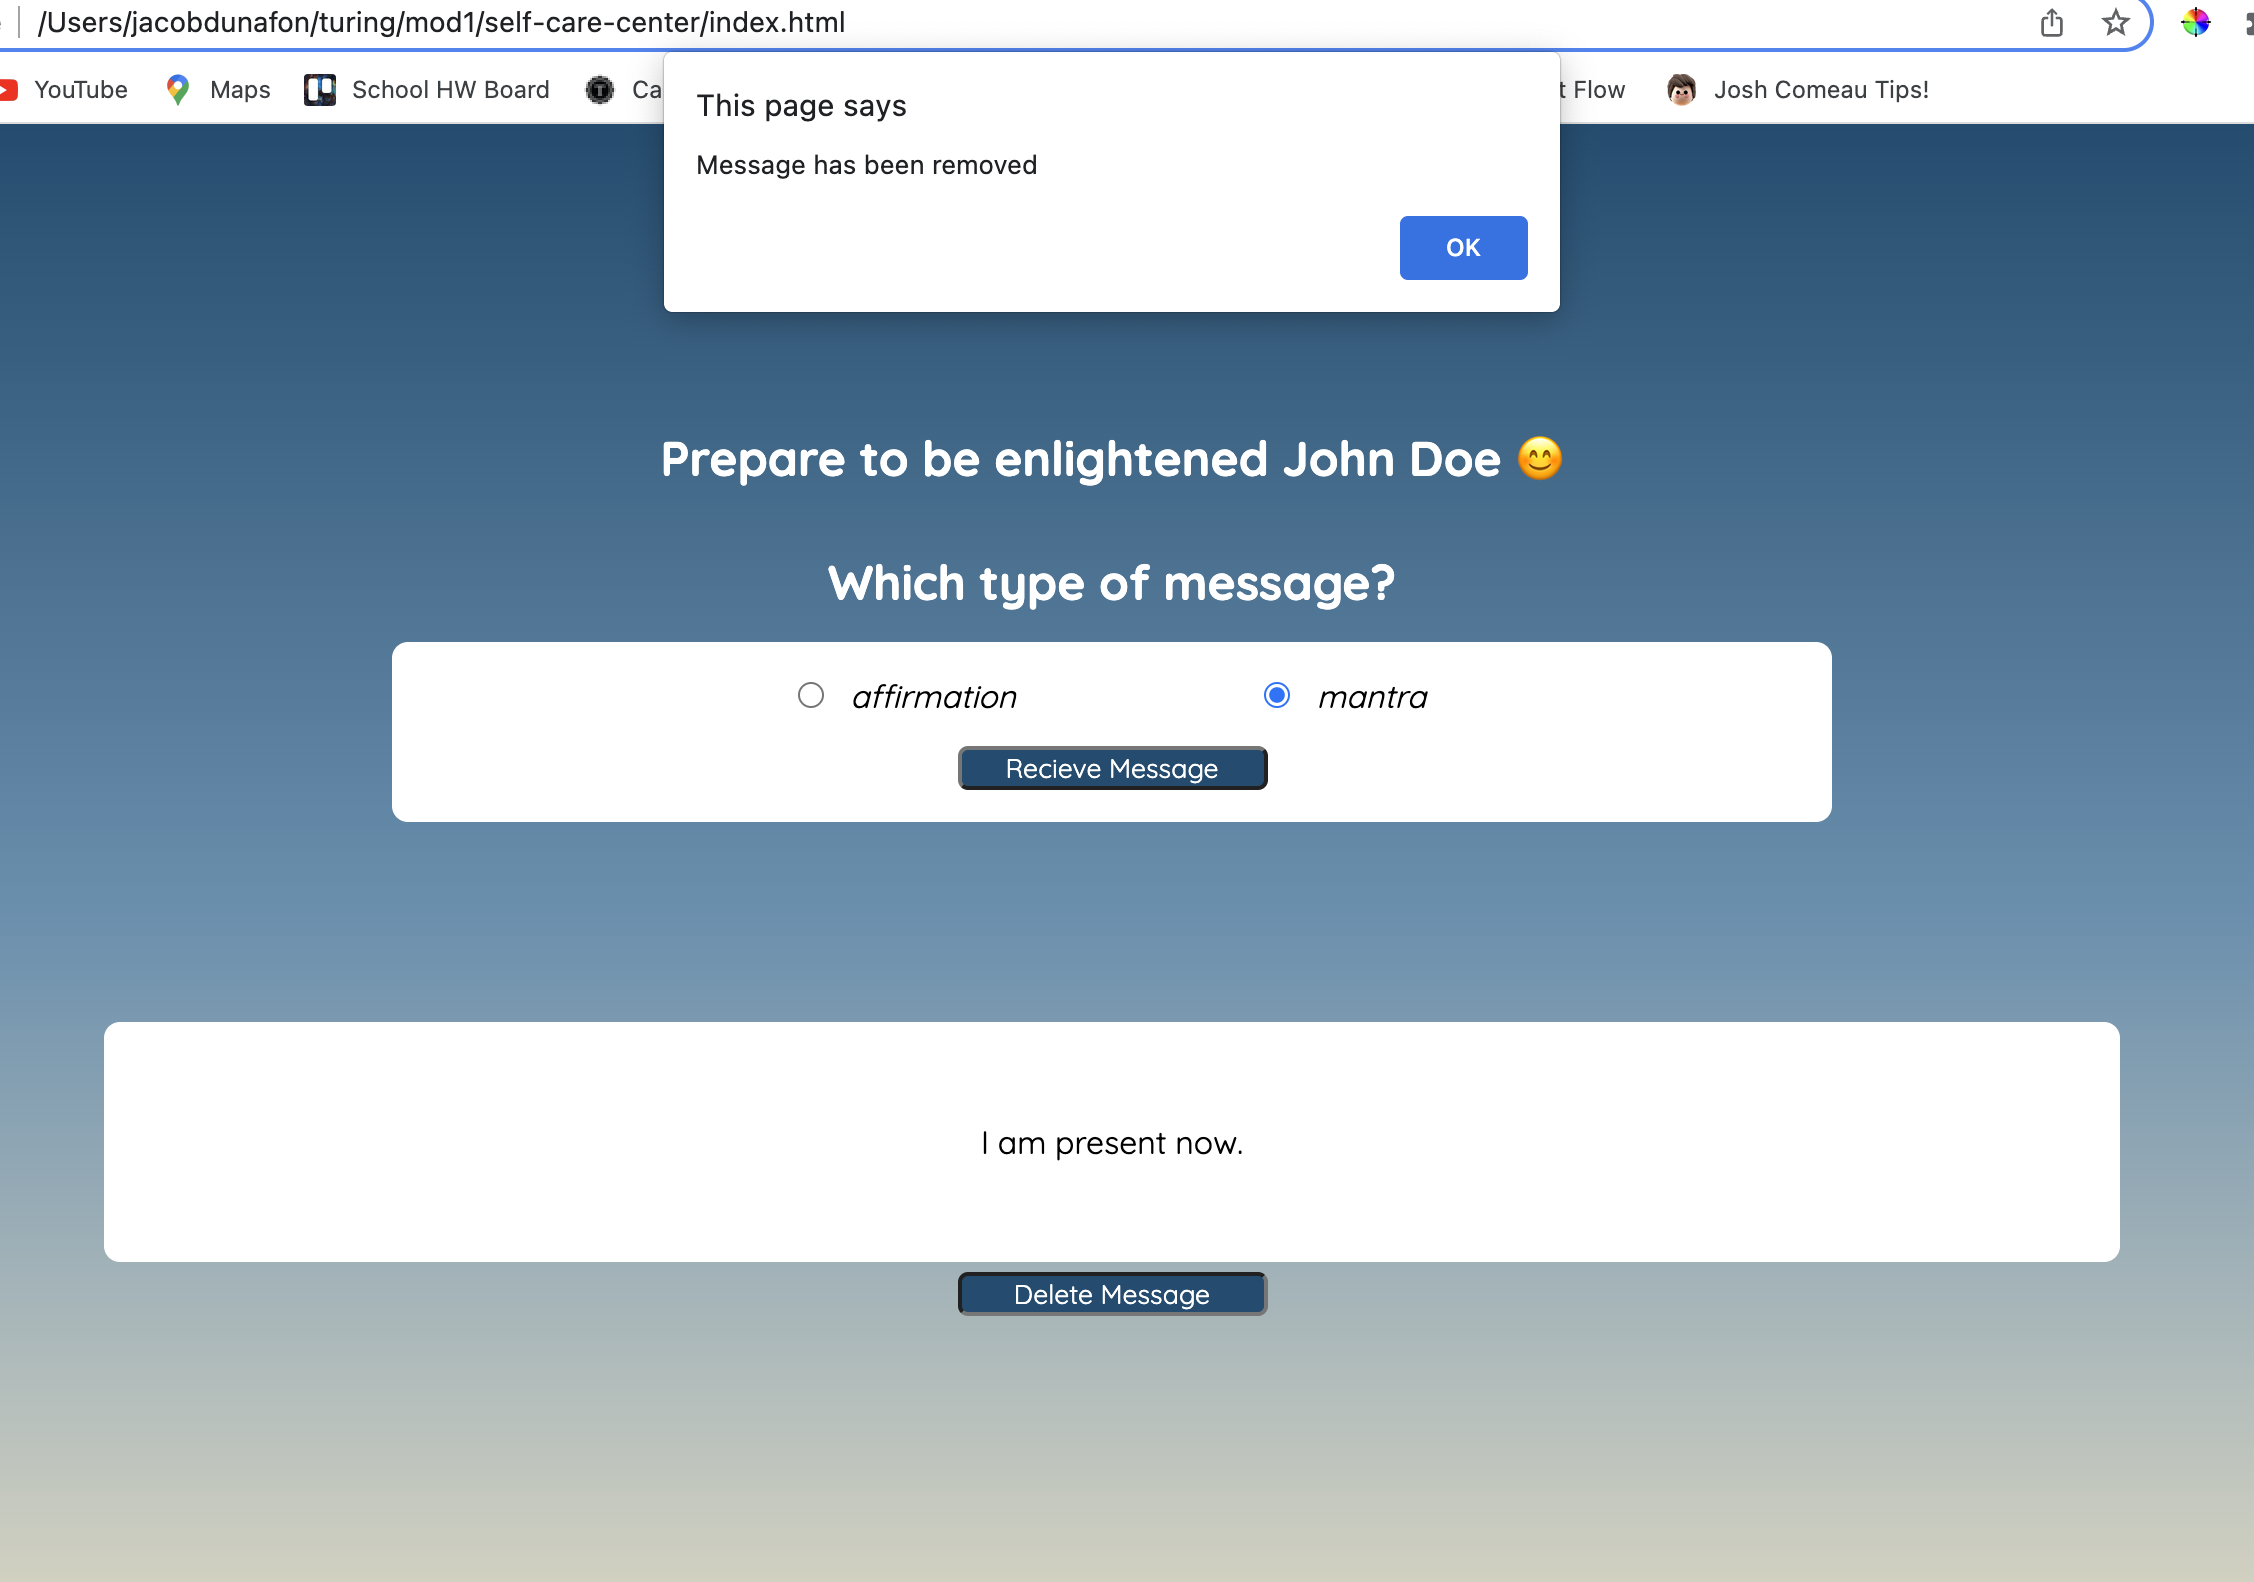 /Users/jacobdunafon/turing/mod1/self-care-center/index.html
YouTube Maps School HW Board Ca t Flow Josh Comeau Tips!
This page says
Message has been removed
OK
Prepare to be enlightened John Doe 😊
Which type of message?
affirmation mantra
Recieve Message
I am present now.
Delete Message